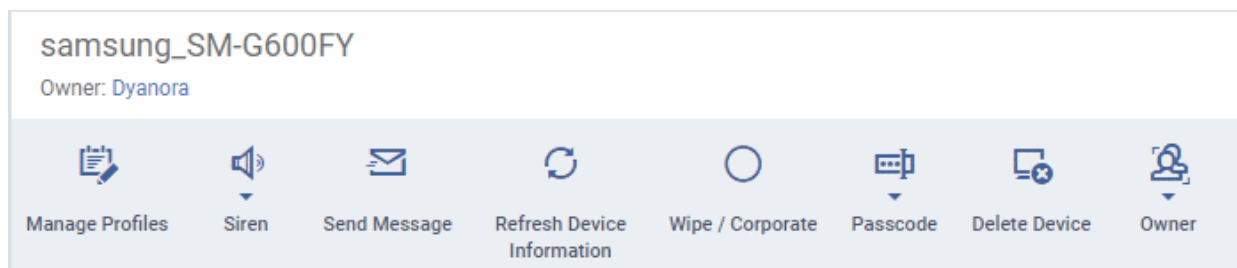 samsung_SM-G600FY
Owner: Dyanora
Manage Profiles
Siren
Send Message
Refresh Device
Information
Wipe / Corporate
Passcode
Delete Device
Owner